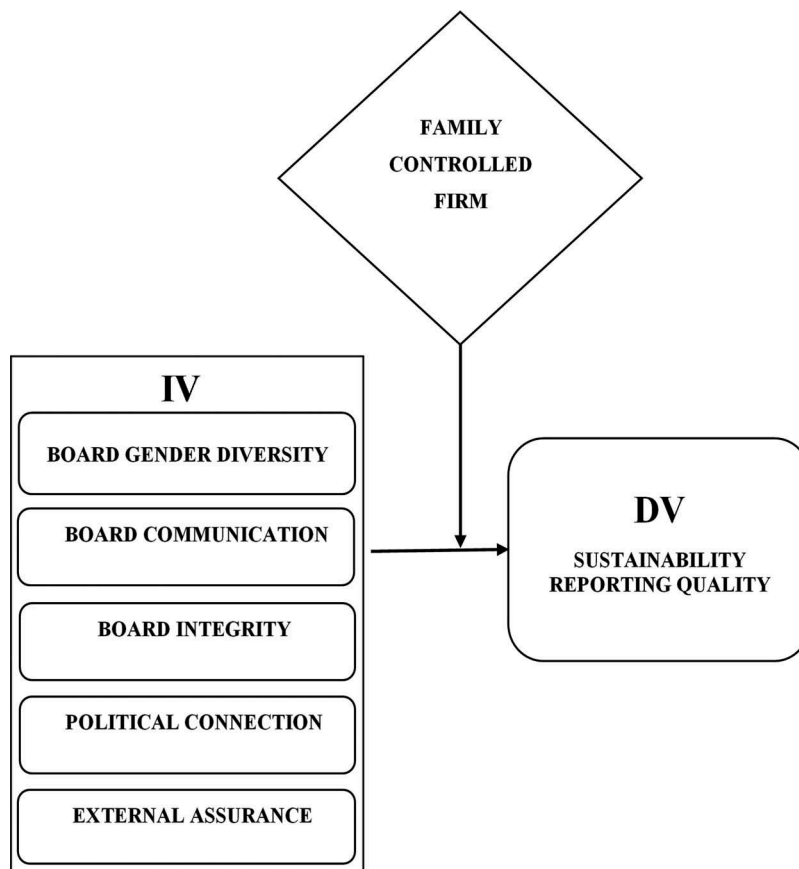 FAMILY
CONTROLLED
FIRM
IV
BOARD GENDER DIVERSITY
BOARD COMMUNICATION
BOARD INTEGRITY
POLITICAL CONNECTION
EXTERNAL ASSURANCE
DV
SUSTAINABILITY
REPORTING QUALITY